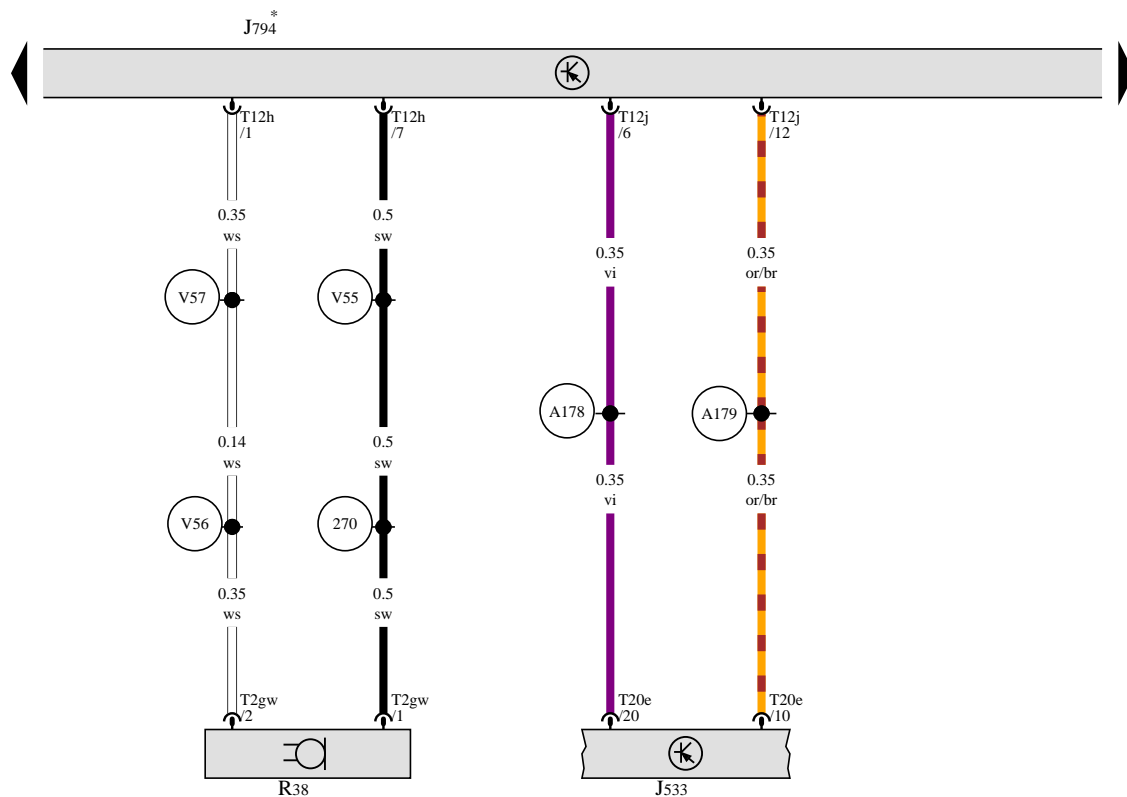 J794*
T12h
/1
T12h
/7
T12j
/6
T12j
/12
0.35
ws
0.5
sw
0.35
vi
0.35
or/br
V57
V55
A178
A179
0.14
ws
0.5
sw
0.35
vi
0.35
or/br
V56
270
0.35
ws
0.5
sw
T2gw
/2
T2gw
/1
T20e
/20
T20e
/10
R38
J533